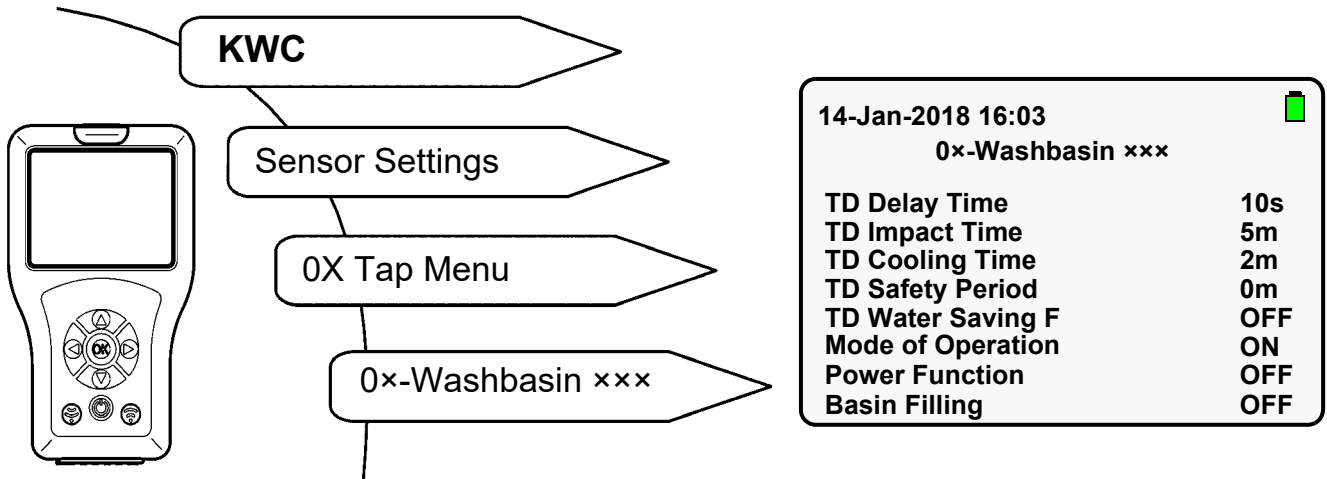 KWC
Sensor Settings
0X Tap Menu
0×-Washbasin ×××
OK
14-Jan-2018 16:03
0×-Washbasin ×××
TD Delay Time 10s
TD Impact Time 5m
TD Cooling Time 2m
TD Safety Period 0m
TD Water Saving F OFF
Mode of Operation ON
Power Function OFF
Basin Filling OFF